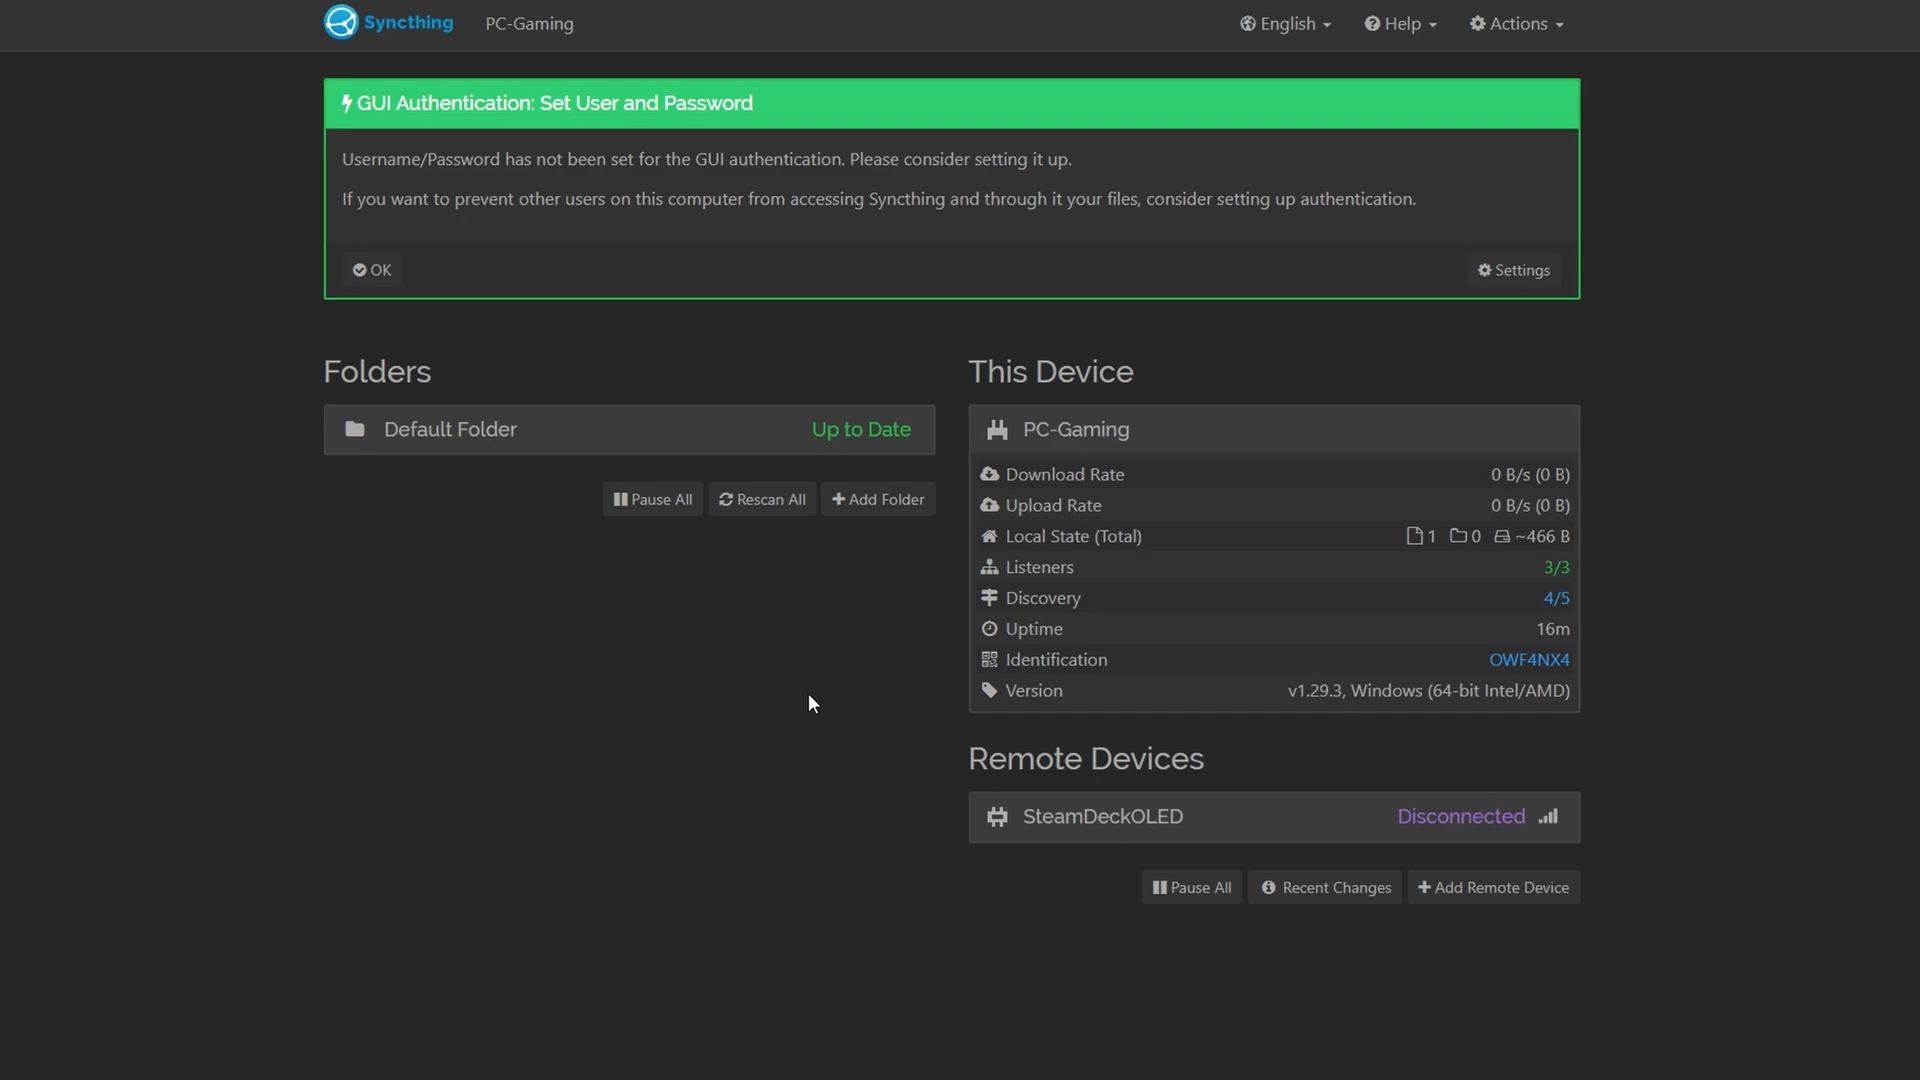 Syncthing PC-Gaming English Help Actions
GUI Authentication: Set User and Password
Username/Password has not been set for the GUI authentication. Please consider setting it up.
If you want to prevent other users on this computer from accessing Syncthing and through it your files, consider setting up authentication.
OK Settings
Folders
Default Folder Up to Date
Pause All Rescan All Add Folder
This Device
PC-Gaming
Download Rate 0 B/s (0 B)
Upload Rate 0 B/s (0 B)
Local State (Total) 1 0 ~466 B
Listeners 3/3
Discovery 4/5
Uptime 16m
Identification OWF4NX4
Version v1.29.3, Windows (64-bit Intel/AMD)
Remote Devices
SteamDeckOLED Disconnected
Pause All Recent Changes Add Remote Device